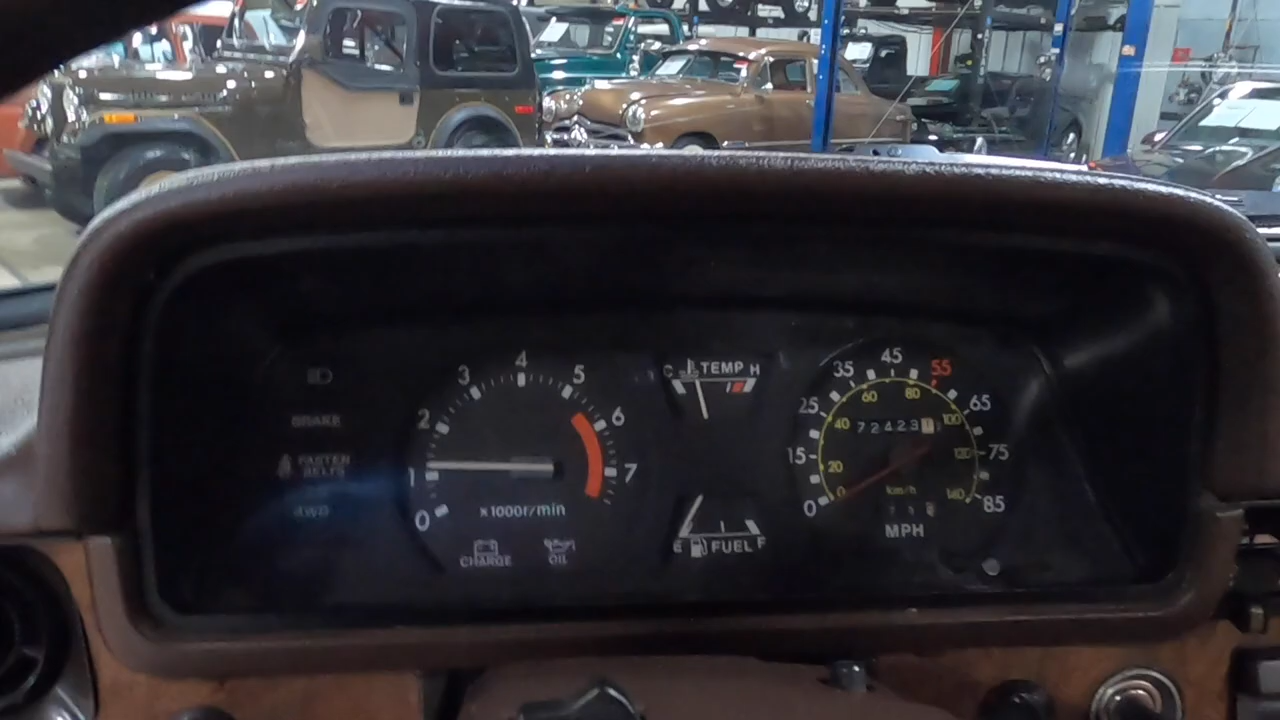 BRAKE
FASTEN
BELTS
4WD
0 1 2 3 4 5 6 7
x1000r/min
CHARGE
OIL
C TEMP H
E FUEL F
0 15 25 35 45 55 65 75 85
0 20 40 60 80 100 120 140
72423
km/h
MPH